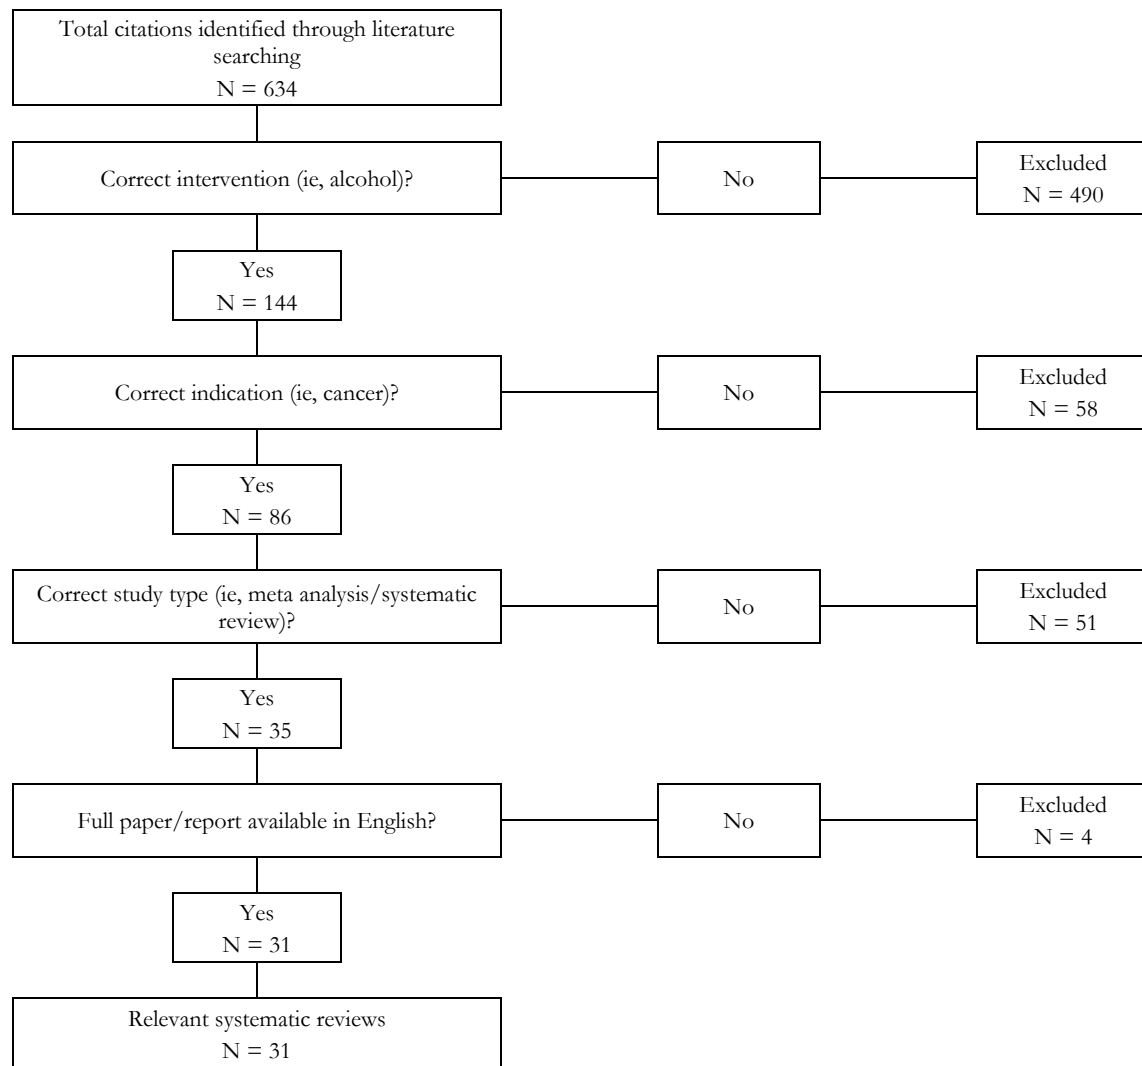 Total citations identified through literature
searching
N = 634
Correct intervention (ie, alcohol)?
No
Excluded
N = 490
Yes
N = 144
Correct indication (ie, cancer)?
No
Excluded
N = 58
Yes
N = 86
Correct study type (ie, meta analysis/systematic
review)?
No
Excluded
N = 51
Yes
N = 35
Full paper/report available in English?
No
Excluded
N = 4
Yes
N = 31
Relevant systematic reviews
N = 31